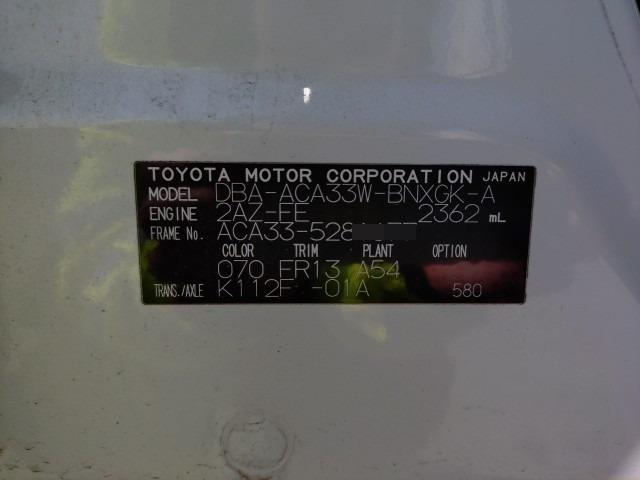 TOYOTA MOTOR CORPORATION JAPAN
MODEL DBA-ACA33W-BNXGK-A
ENGINE 2AZ-FE 2362 mL
FRAME No. ACA33-528
COLOR TRIM PLANT OPTION
070 FR13 A54
TRANS./AXLE K112F -01A 580